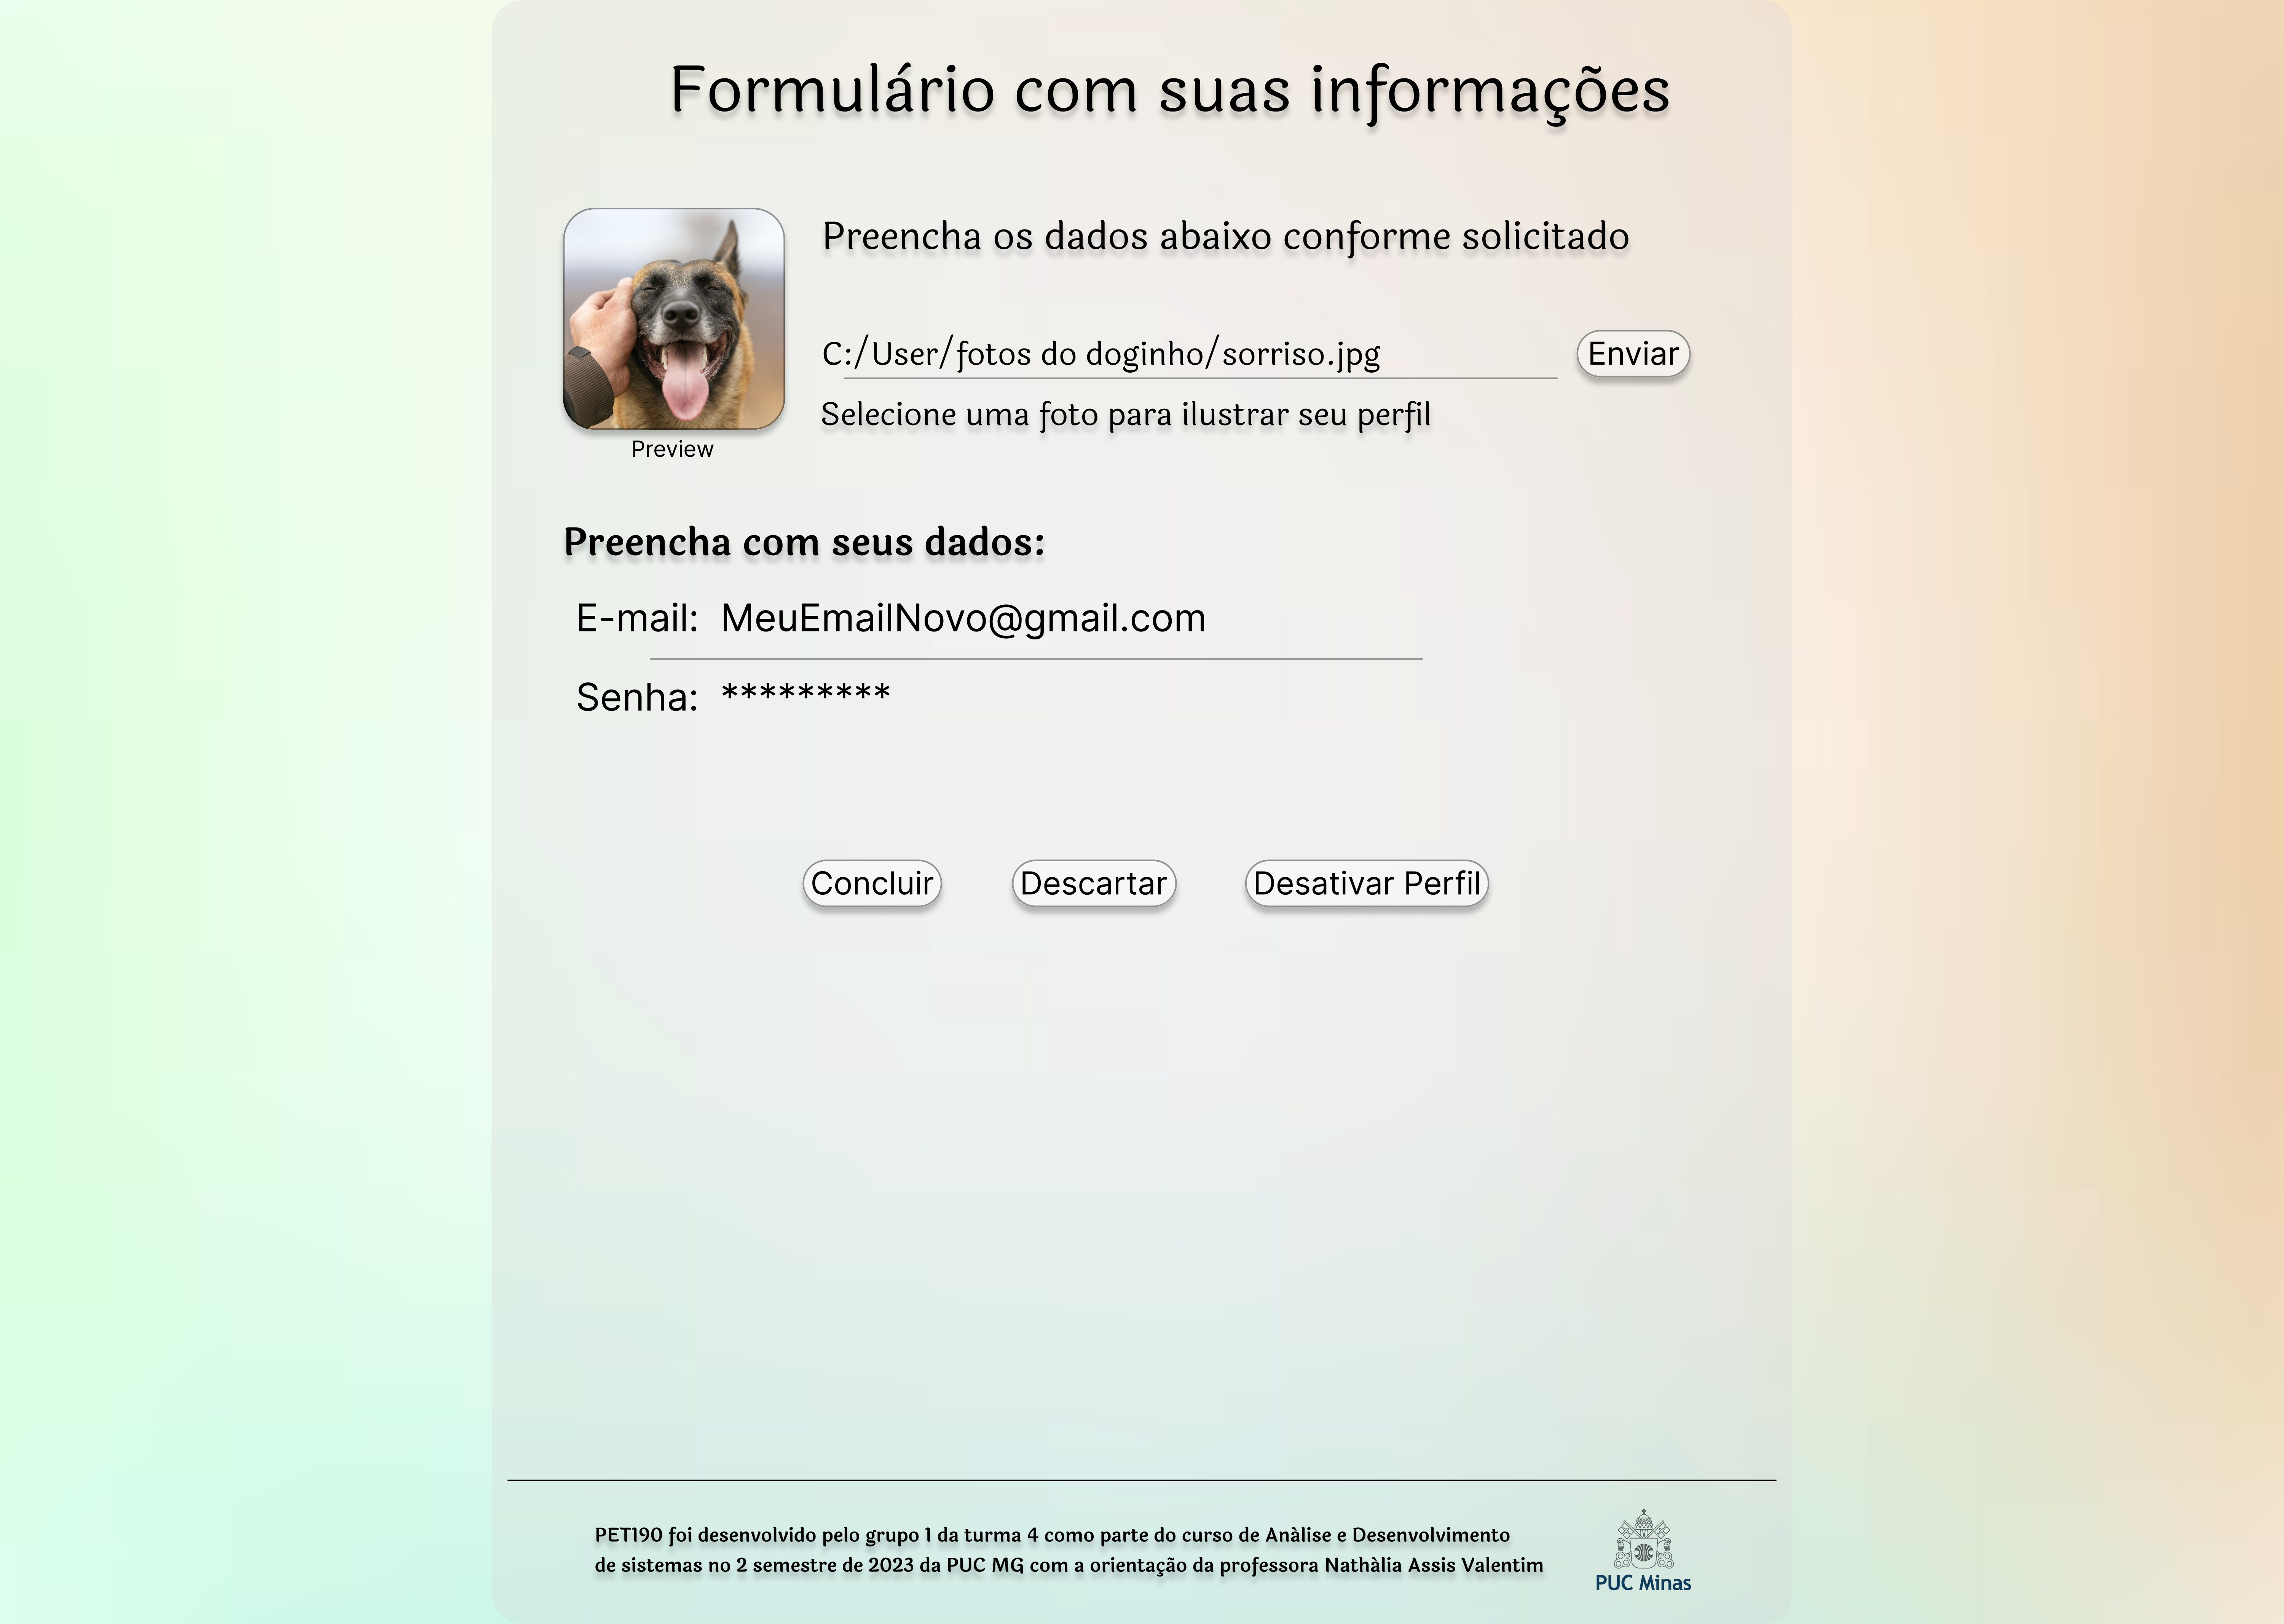 Formulário com suas informações
Preencha os dados abaixo conforme solicitado
C:/User/fotos do doginho/sorriso.jpg
Enviar
Selecione uma foto para ilustrar seu perfil
Preview
Preencha com seus dados:
E-mail: MeuEmailNovo@gmail.com
Senha: *********
Concluir
Descartar
Desativar Perfil
PET190 foi desenvolvido pelo grupo 1 da turma 4 como parte do curso de Anàlise e Desenvolvimento
de sistemas no 2 semestre de 2023 da PUC MG com a orientação da professora Nathàlia Assis Valentim
PUC Minas